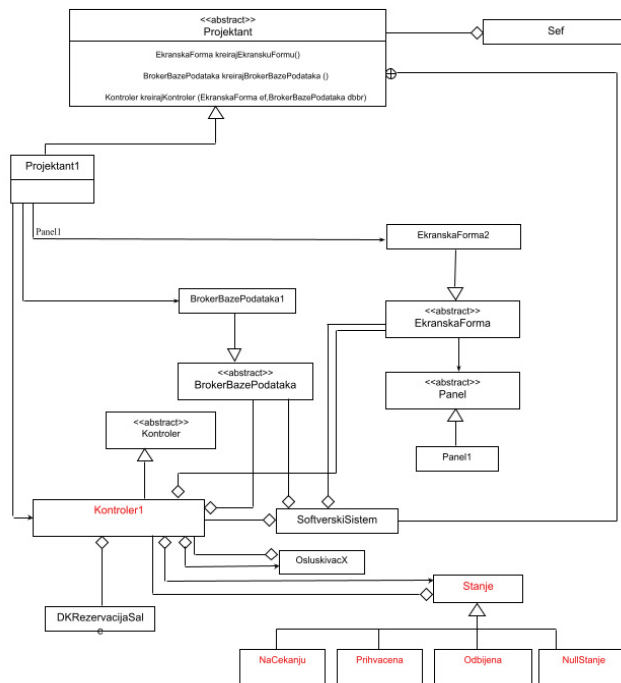 <<abstract>>
Projektant
EkranskaForma kreirajEkranskuFormu()
BrokerBazePodataka kreirajBrokerBazePodataka ()
Kontroler kreirajKontroler (EkranskaForma ef,BrokerBazePodataka dbbr)
Sef
Projektant1
Panel1
EkranskaForma2
BrokerBazePodataka1
<<abstract>>
EkranskaForma
<<abstract>>
BrokerBazePodataka
<<abstract>>
Panel
<<abstract>>
Kontroler
Panel1
Kontroler1
SoftverskiSistem
OsluskivacX
Stanje
DKRezervacijaSal
e
NaCekanju
Prihvacena
Odbijena
NullStanje